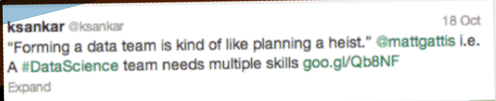 ksankar @ksankar 18 Oct
"Forming a data team is kind of like planning a heist." @mattgattis i.e.
A #DataScience team needs multiple skills goo.gl/Qb8NF
Expand